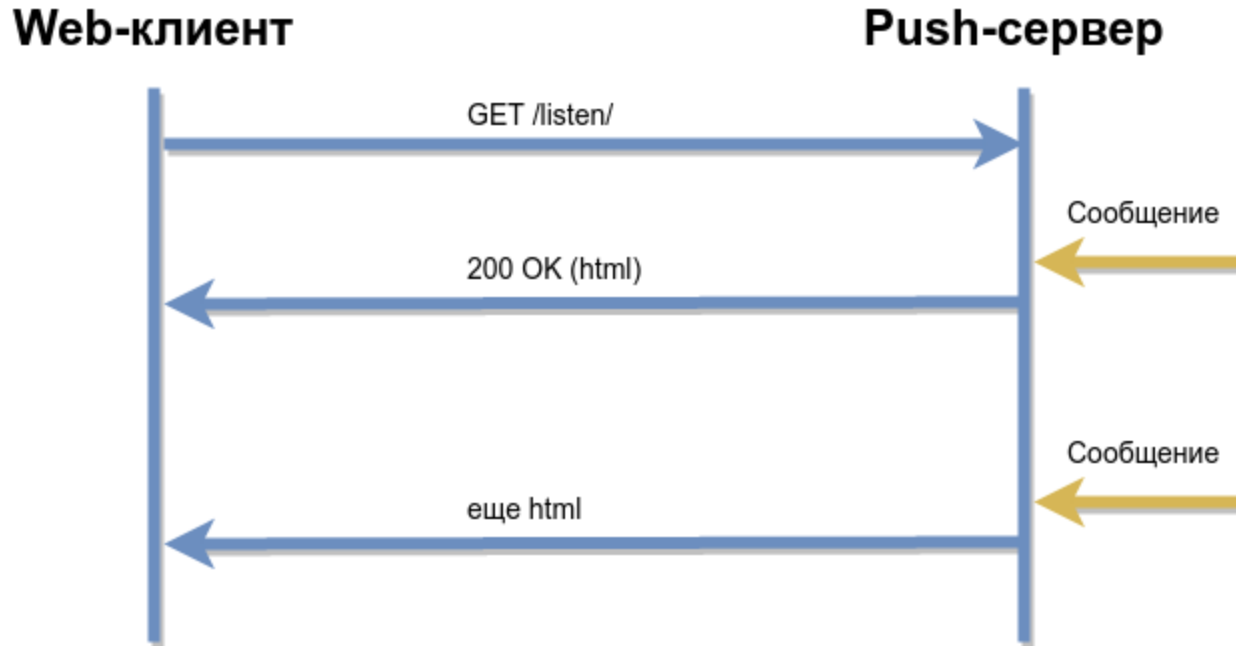 Web-клиент
Push-сервер
GET /listen/
Сообщение
200 OK (html)
Сообщение
еще html